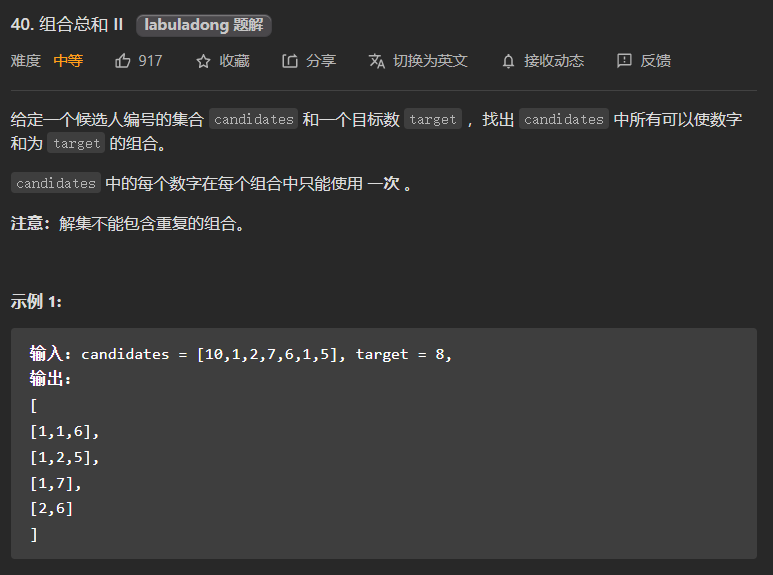 40. 组合总和 II labuladong 题解
难度 中等 917 收藏 分享 切换为英文 接收动态 反馈
给定一个候选人编号的集合 candidates 和一个目标数 target ，找出 candidates 中所有可以使数字
和为 target 的组合。
candidates 中的每个数字在每个组合中只能使用 一次 。
注意：解集不能包含重复的组合。
示例 1:
输入: candidates = [10,1,2,7,6,1,5], target = 8,
输出:
[
[1,1,6],
[1,2,5],
[1,7],
[2,6]
]